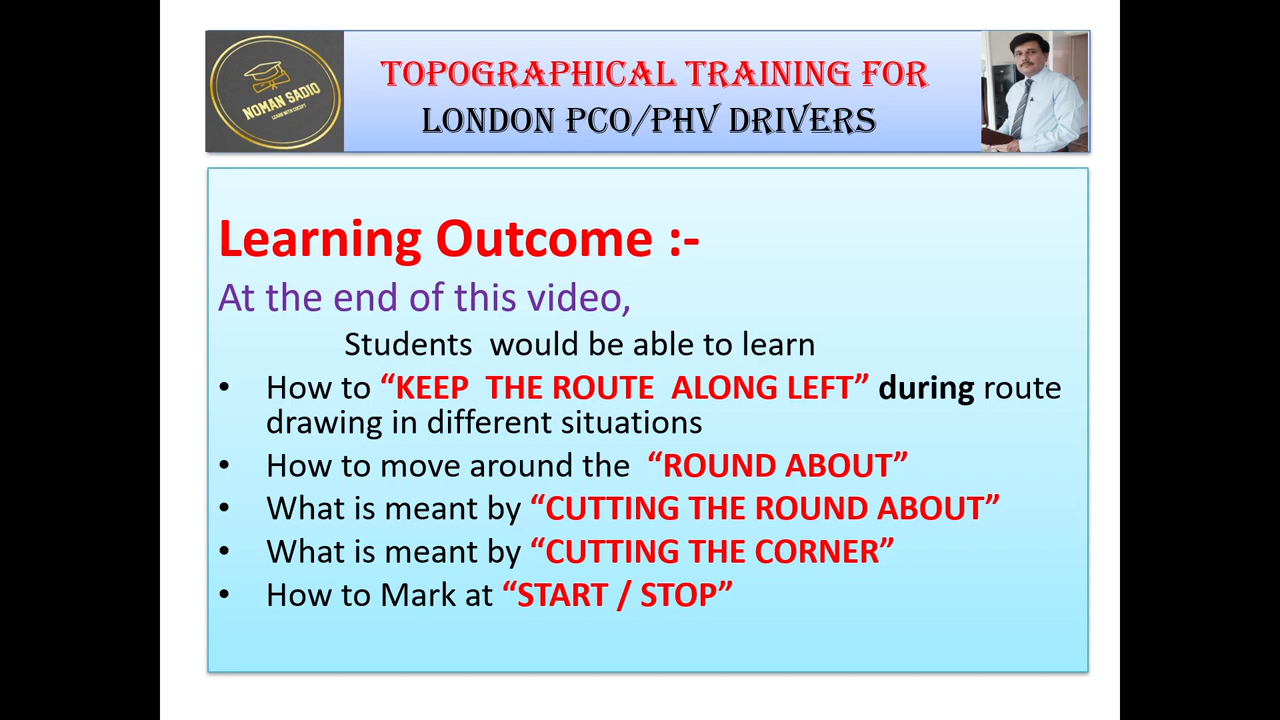 TOPOGRAPHICAL TRAINING FOR
LONDON PCO/PHV DRIVERS
NOMAN SADIQ
LEARN WITH CONCEPT
Learning Outcome :-
At the end of this video,
Students would be able to learn
• How to “KEEP THE ROUTE ALONG LEFT” during route
drawing in different situations
• How to move around the “ROUND ABOUT”
• What is meant by “CUTTING THE ROUND ABOUT”
• What is meant by “CUTTING THE CORNER”
• How to Mark at “START / STOP”